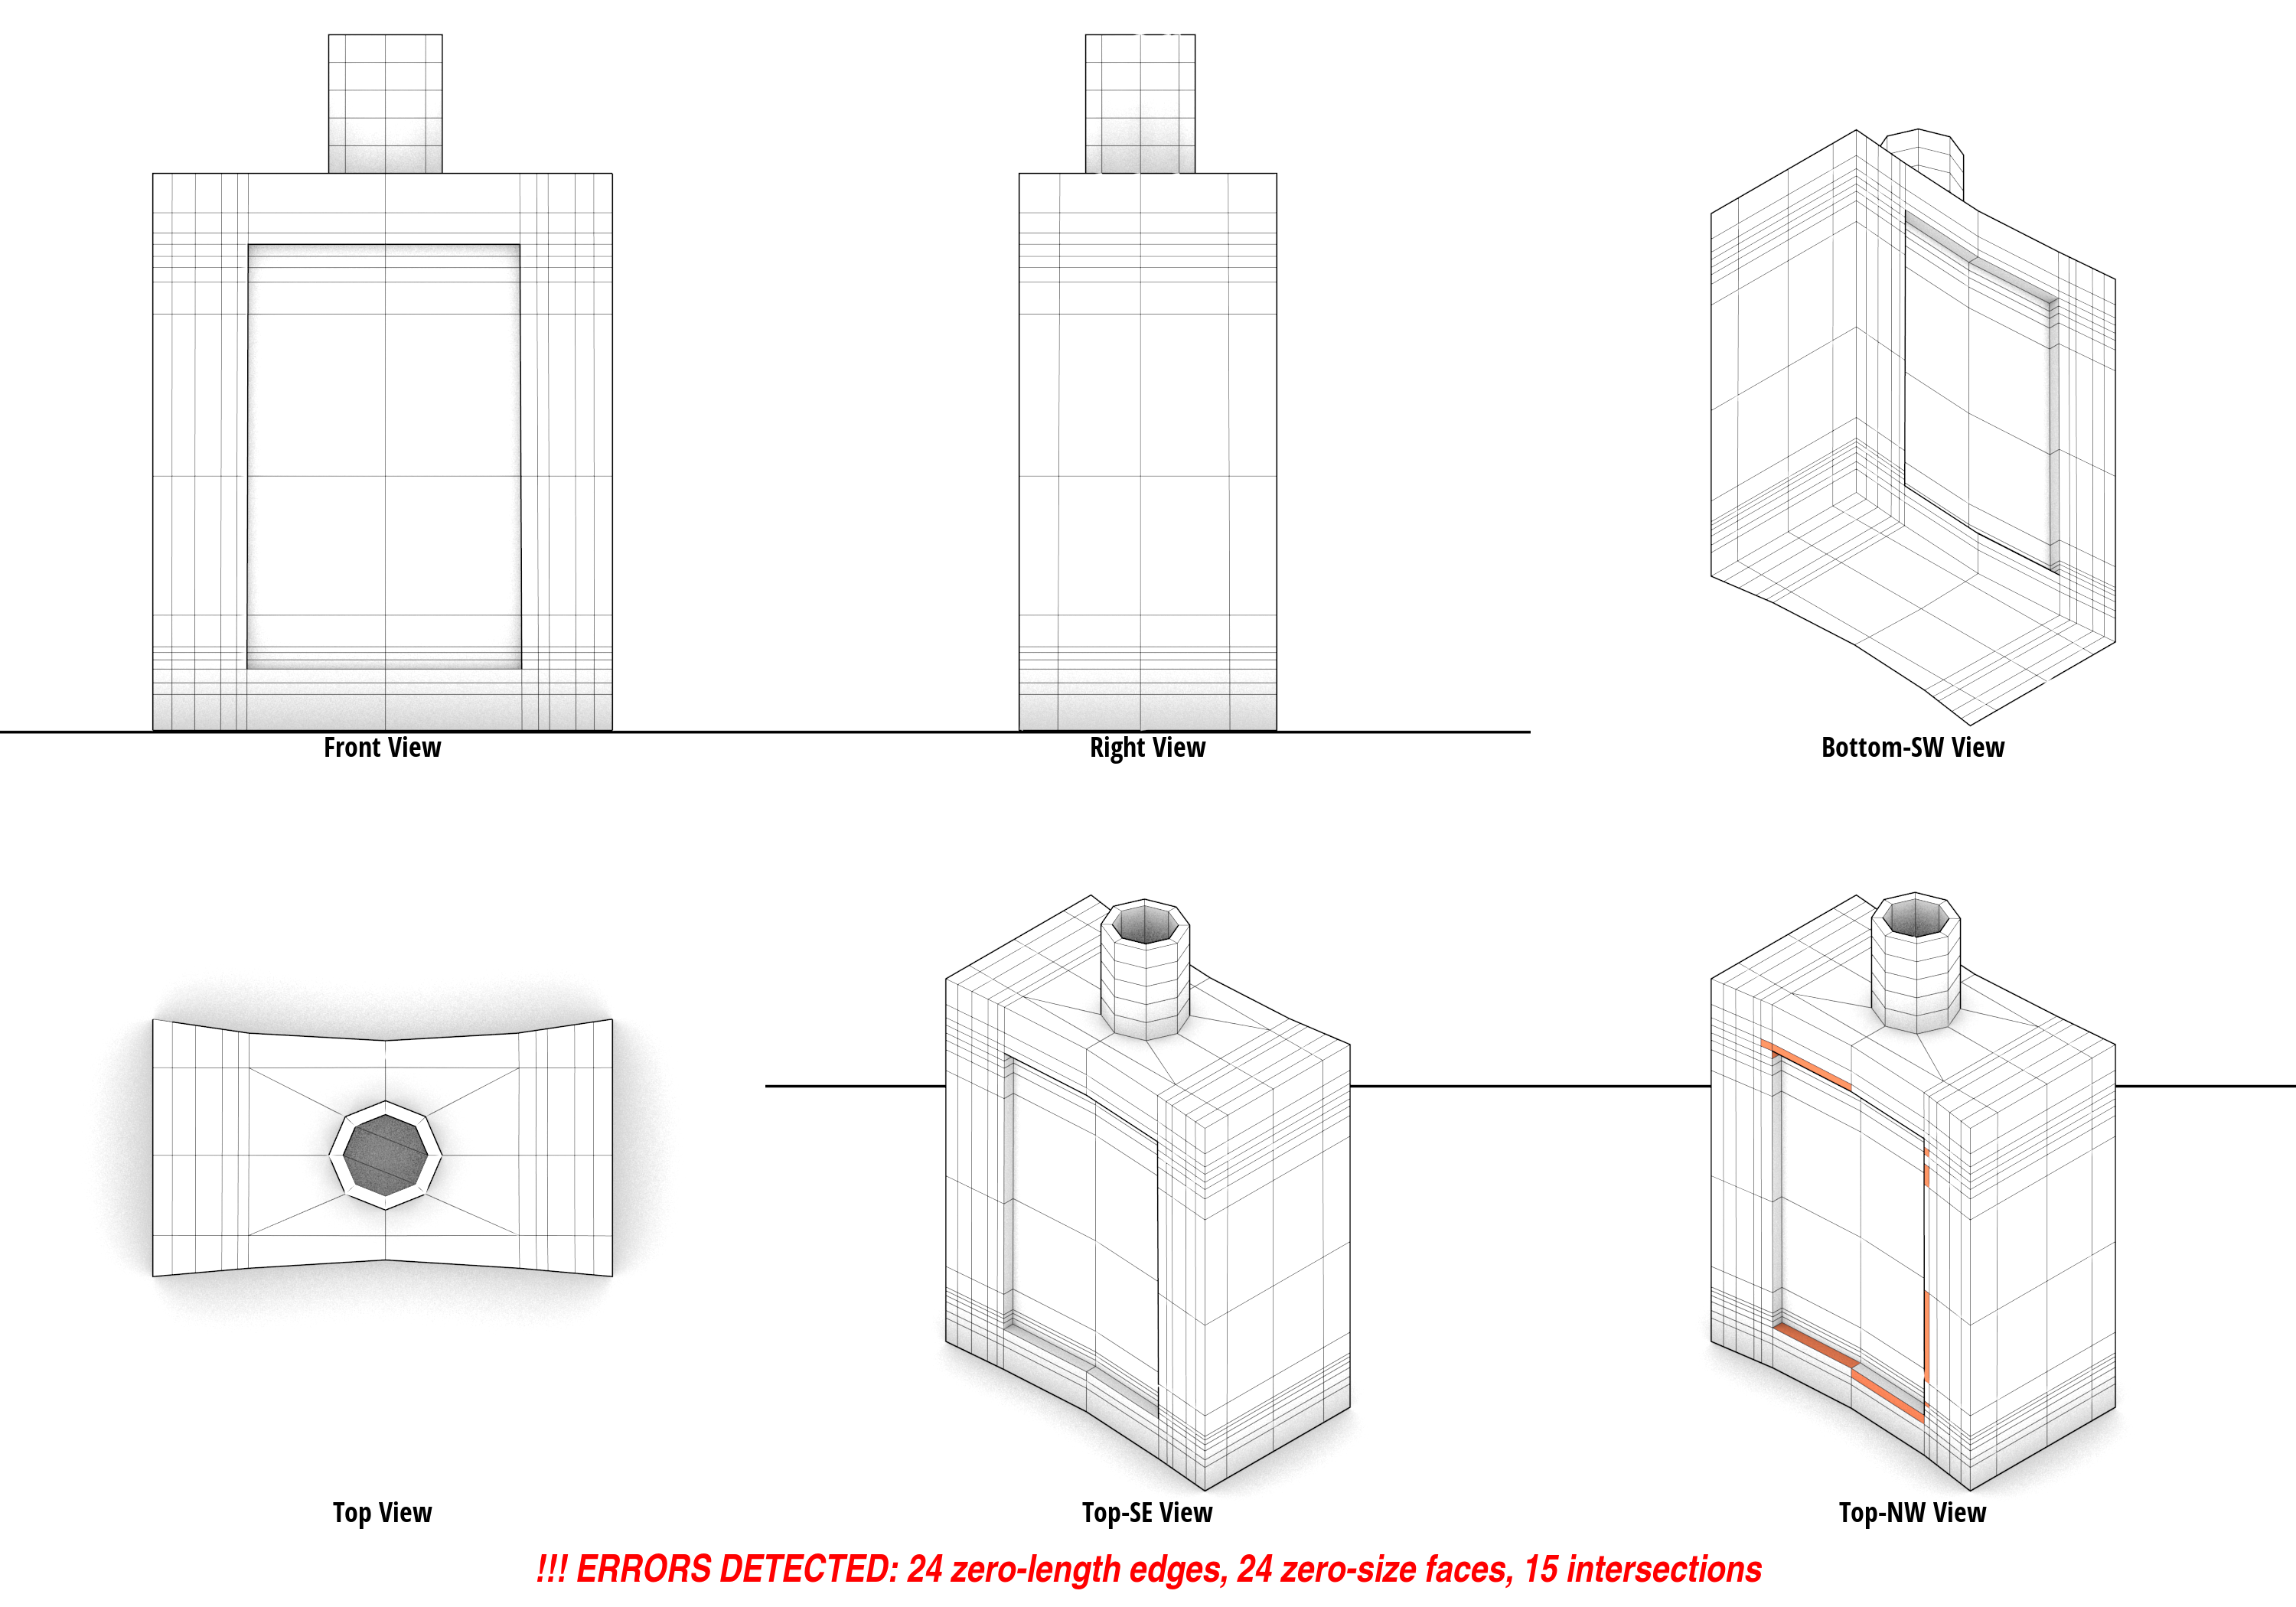 Front View
Right View
Bottom-SW View
Top View
Top-SE View
Top-NW View
!!! ERRORS DETECTED: 24 zero-length edges, 24 zero-size faces, 15 intersections